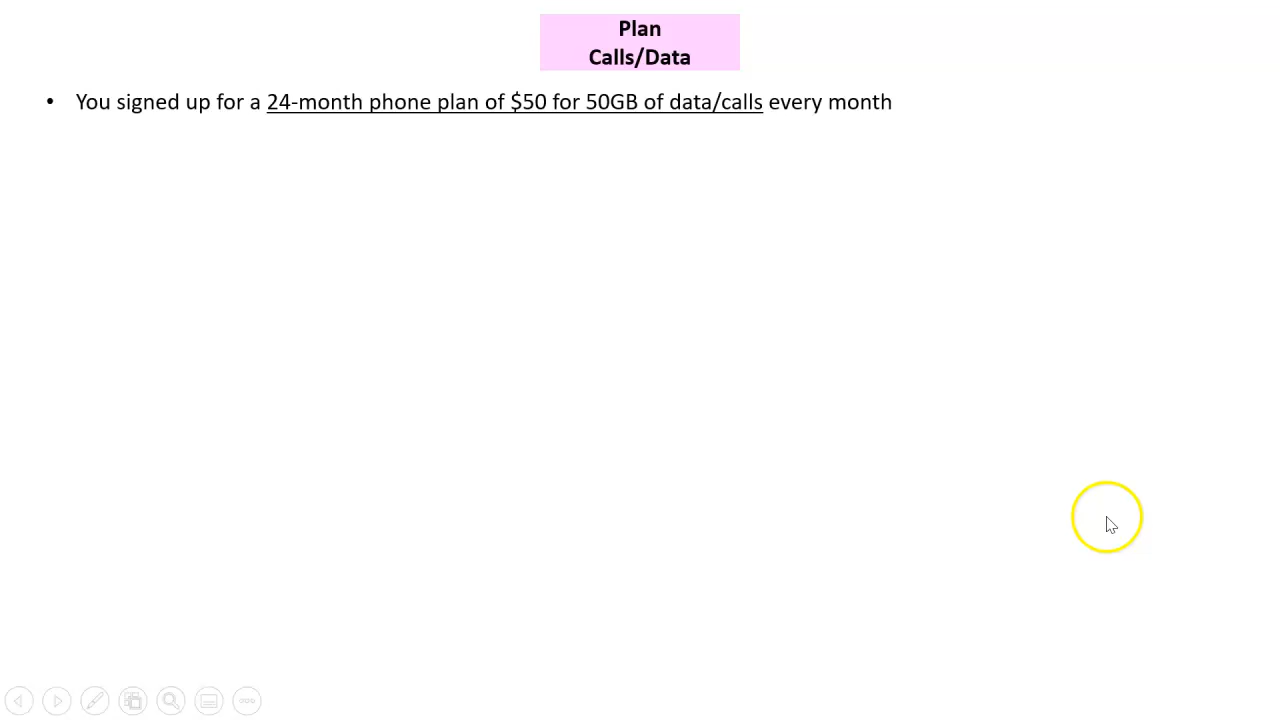 Plan
Calls/Data
• You signed up for a 24-month phone plan of $50 for 50GB of data/calls every month